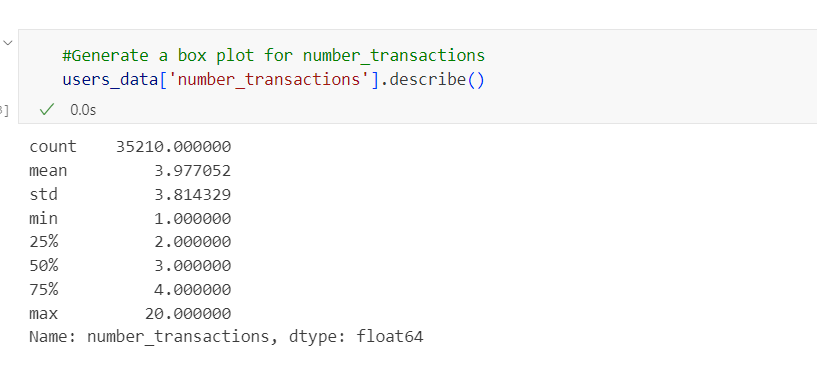 #Generate a box plot for number_transactions
users_data['number_transactions'].describe()
] 0.0s
count 35210.000000
mean 3.977052
std 3.814329
min 1.000000
25% 2.000000
50% 3.000000
75% 4.000000
max 20.000000
Name: number_transactions, dtype: float64